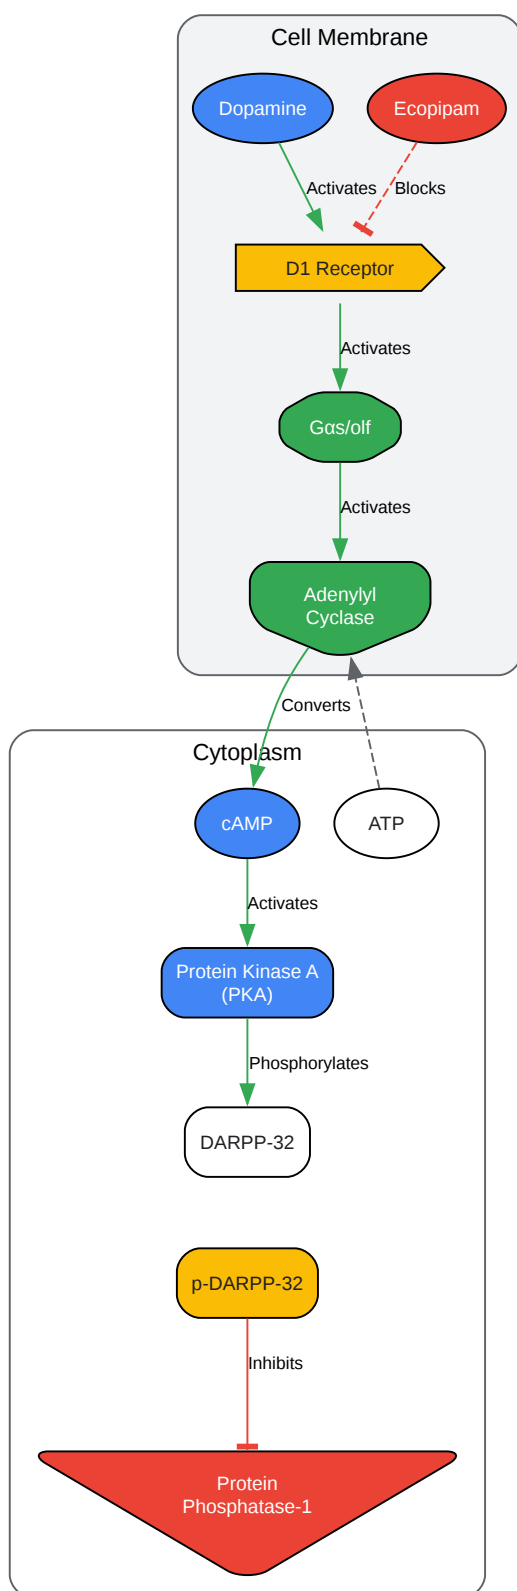 Cell Membrane
Dopamine
Ecopipam
Activates
Blocks
D1 Receptor
Activates
Gαs/olf
Activates
Adenylyl
Cyclase
Converts
Cytoplasm
cAMP
ATP
Activates
Protein Kinase A
(PKA)
Phosphorylates
DARPP-32
p-DARPP-32
Inhibits
Protein
Phosphatase-1